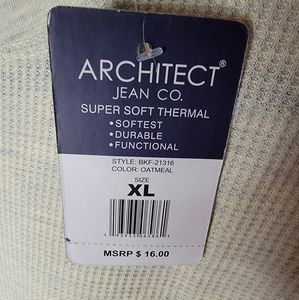 ARCHITECT®
JEAN CO.
SUPER SOFT THERMAL
• SOFTEST
• DURABLE
• FUNCTIONAL
STYLE: BKF-21316
COLOR: OATMEAL
SIZE
XL
MSRP $ 16.00